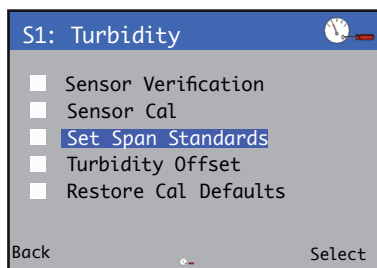 S1: Turbidity
Sensor Verification
Sensor Cal
Set Span Standards
Turbidity Offset
Restore Cal Defaults
Back Select